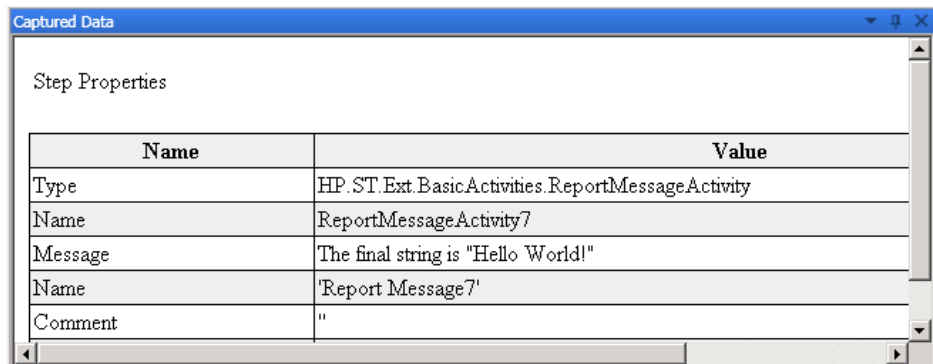 Captured Data
Step Properties
Name Value
Type HP.ST.Ext.BasicActivities.ReportMessageActivity
Name ReportMessageActivity7
Message The final string is "Hello World!"
Name 'Report Message7'
Comment ''